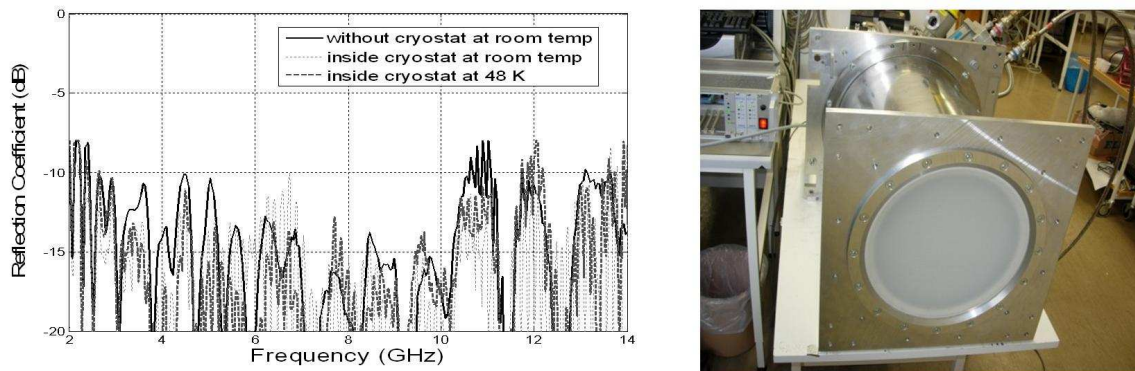 Reflection Coefficient (dB)
0
-5
-10
-15
-20
without cryostat at room temp
inside cryostat at room temp
inside cryostat at 48 K
2
4
6
8
10
12
14
Frequency (GHz)